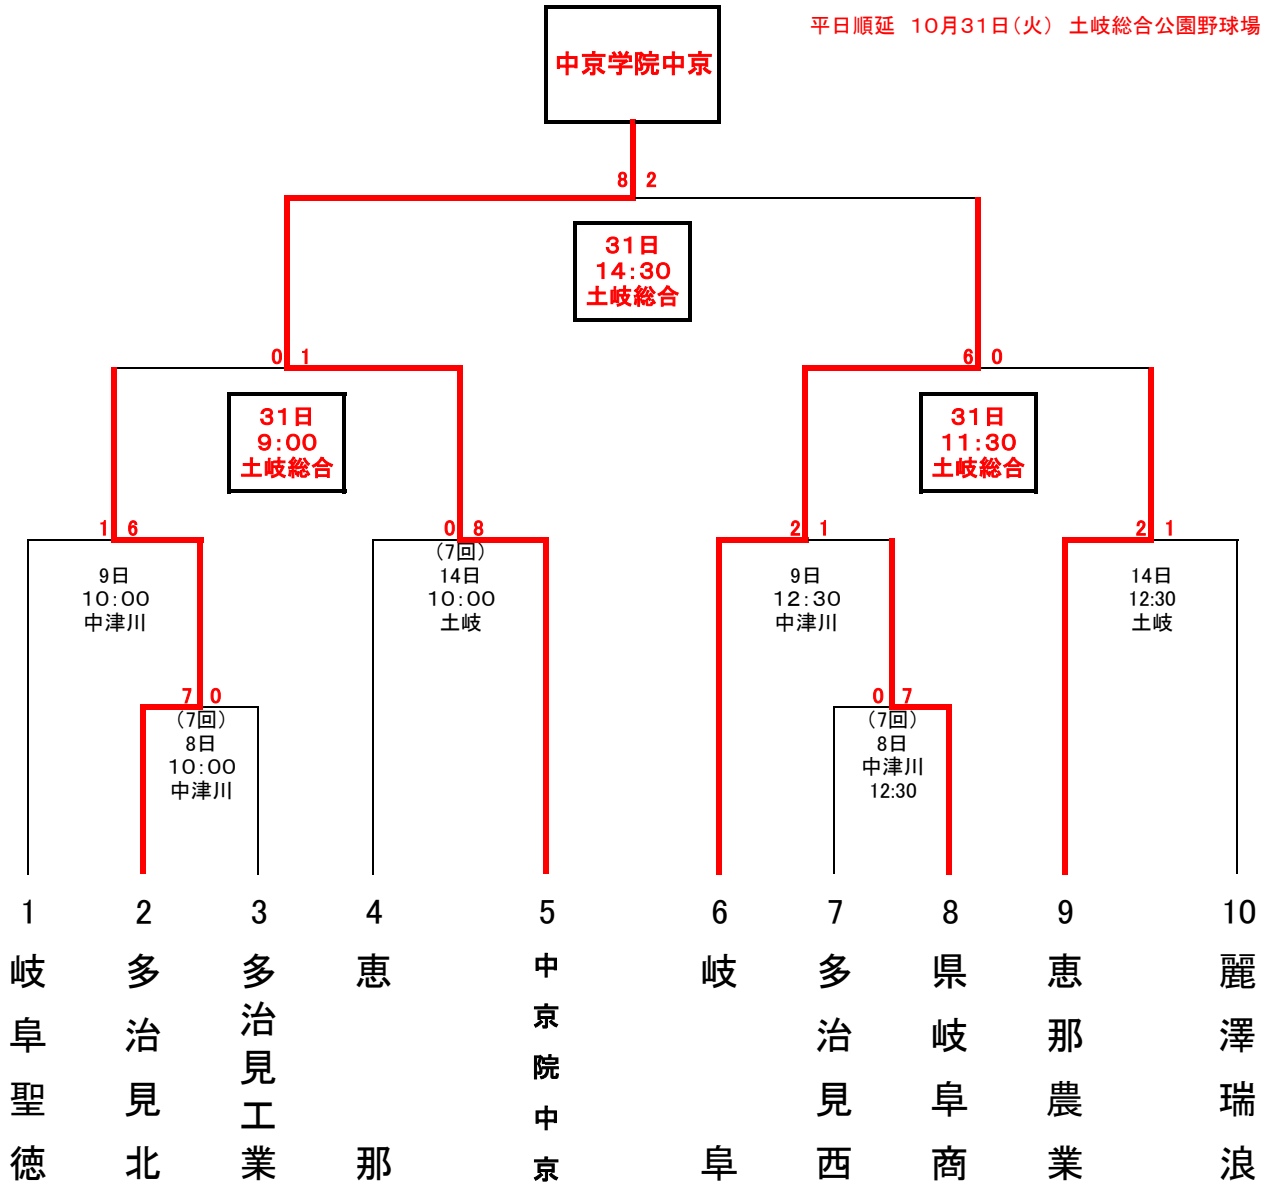 平日順延　10月31日（火）　土岐総合公園野球場
中京学院中京
8 2
31日
14：30
土岐総合
0 1
6 0
31日
9：00
土岐総合
31日
11：30
土岐総合
1 6
0 8
2 1
2 1
9日
10：00
中津川
（7回）
14日
10：00
土岐
9日
12：30
中津川
14日
12:30
土岐
7 0
（7回）
8日
10：00
中津川
0 7
（7回）
8日
中津川
12:30
1 2 3 4 5 6 7 8 9 10
岐阜聖徳
多治見北
多治見工業
恵那
中京院中京
岐阜
多治見西
県岐阜商
恵那農業
麗澤瑞浪